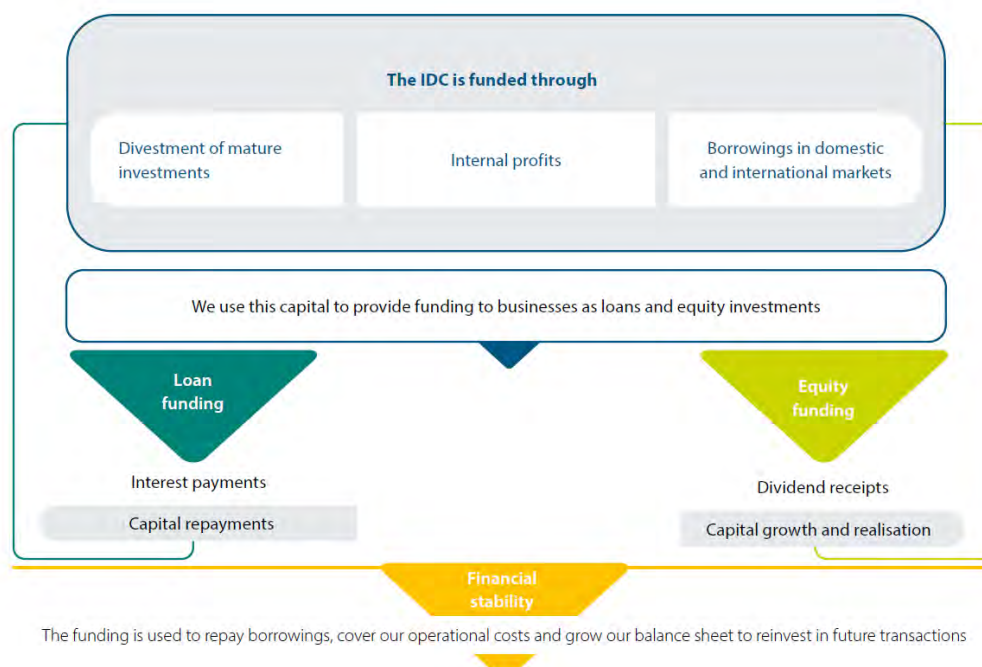 The IDC is funded through
Divestment of mature
investments
Internal profits
Borrowings in domestic
and international markets
We use this capital to provide funding to businesses as loans and equity investments
Loan
funding
Interest payments
Capital repayments
Equity
funding
Dividend receipts
Capital growth and realisation
Financial
stability
The funding is used to repay borrowings, cover our operational costs and grow our balance sheet to reinvest in future transactions